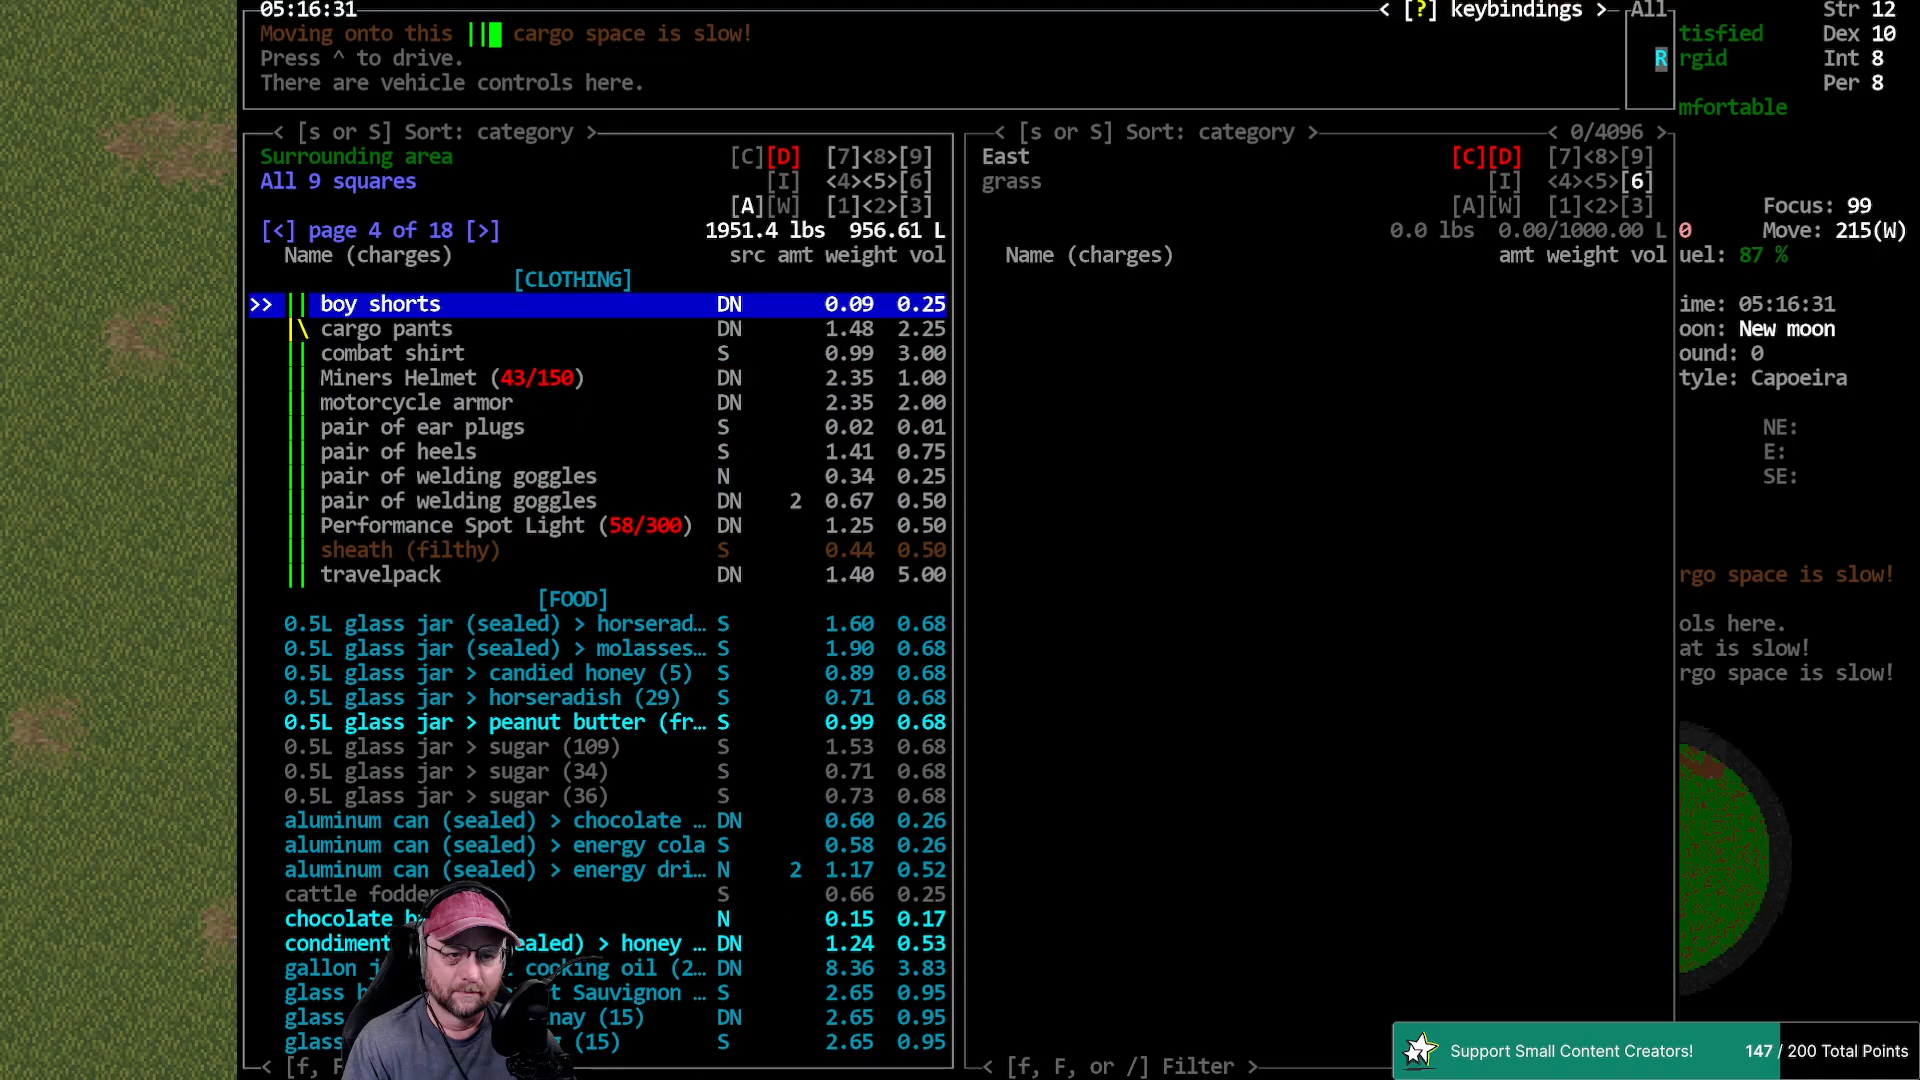 05:16:31
< [?] keybindings >
All
Str 12
Moving onto this ||| cargo space is slow!
tisfied
Dex 10
Press ^ to drive.
R
rgid
Int 8
There are vehicle controls here.
Per 8
mfortable
< [s or S] Sort: category >
< [s or S] Sort: category >
< 0/4096 >
Surrounding area
[C][D] [7]<8>[9]
East
[C][D] [7]<8>[9]
All 9 squares
[I] <4><5>[6]
grass
[I] <4><5>[6]
[A][W] [1]<2>[3]
[A][W] [1]<2>[3]
Focus: 99
[<] page 4 of 18 [>]
1951.4 lbs 956.61 L
0.0 lbs 0.00/1000.00 L
0
Move: 215(W)
Name (charges) src amt weight vol
Name (charges) amt weight vol
uel: 87 %
[CLOTHING]
>> || boy shorts DN 0.09 0.25
ime: 05:16:31
|\ cargo pants DN 1.48 2.25
oon: New moon
|| combat shirt S 0.99 3.00
ound: 0
|| Miners Helmet (43/150) DN 2.35 1.00
tyle: Capoeira
|| motorcycle armor DN 2.35 2.00
|| pair of ear plugs S 0.02 0.01
NE:
|| pair of heels S 1.41 0.75
E:
|| pair of welding goggles N 0.34 0.25
SE:
|| pair of welding goggles DN 2 0.67 0.50
|| Performance Spot Light (58/300) DN 1.25 0.50
|| sheath (filthy) S 0.44 0.50
|| travelpack DN 1.40 5.00
rgo space is slow!
[FOOD]
0.5L glass jar (sealed) > horserad… S 1.60 0.68
ols here.
0.5L glass jar (sealed) > molasses… S 1.90 0.68
at is slow!
0.5L glass jar > candied honey (5) S 0.89 0.68
rgo space is slow!
0.5L glass jar > horseradish (29) S 0.71 0.68
0.5L glass jar > peanut butter (fr… S 0.99 0.68
0.5L glass jar > sugar (109) S 1.53 0.68
0.5L glass jar > sugar (34) S 0.71 0.68
0.5L glass jar > sugar (36) S 0.73 0.68
aluminum can (sealed) > chocolate … DN 0.60 0.26
aluminum can (sealed) > energy cola S 0.58 0.26
aluminum can (sealed) > energy dri… N 2 1.17 0.52
cattle fodder S 0.66 0.25
chocolate N 0.15 0.17
condiment ealed) > honey … DN 1.24 0.53
gallon cooking oil (2… DN 8.36 3.83
glass t Sauvignon … S 2.65 0.95
glass nay (15) DN 2.65 0.95
glass (15) S 2.65 0.95
< [f, F
< [f, F, or /] Filter >
Support Small Content Creators! 147 / 200 Total Points